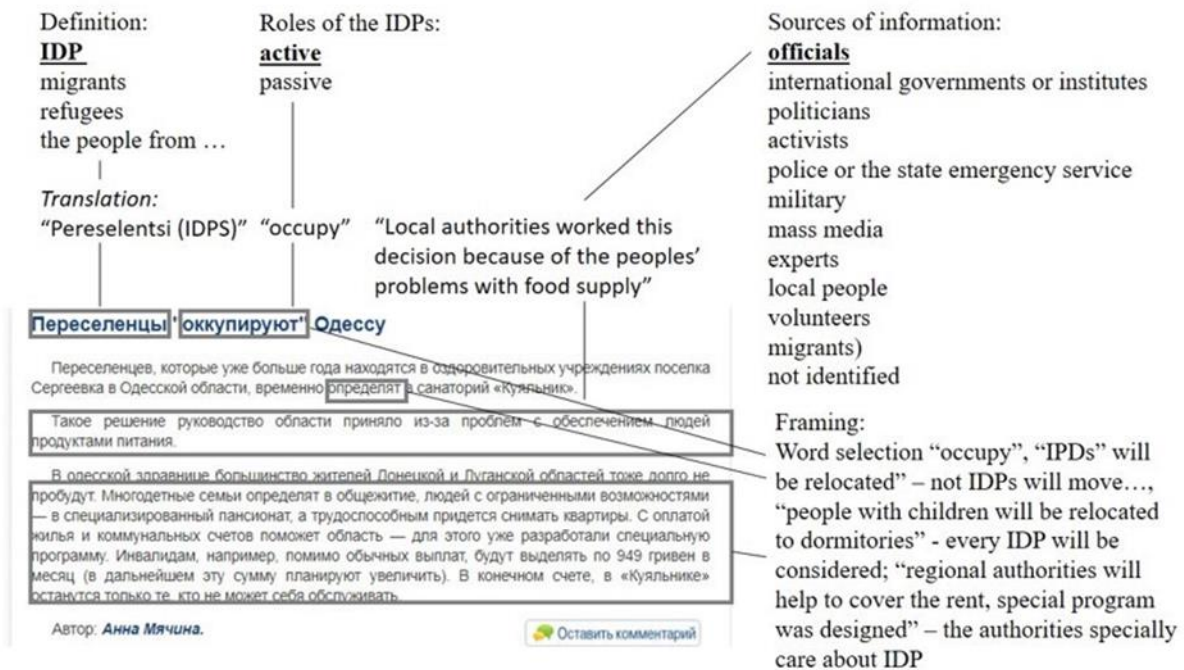 Definition:
IDP
migrants
refugees
the people from …
Translation:
“Pereselentsi (IDPS)”
Roles of the IDPs:
active
passive
“occupy”
“Local authorities worked this
decision because of the peoples’
problems with food supply”
Sources of information:
officials
international governments or institutes
politicians
activists
police or the state emergency service
military
mass media
experts
local people
volunteers
migrants)
not identified
Переселенцы "оккупируют" Одессу
Переселенцев, которые уже больше года находятся в оздоровительных учреждениях поселка
Сергеевка в Одесской области, временно определят в санаторий «Куяльник».
Такое решение руководство области приняло из-за проблем с обеспечением людей
продуктами питания.
В одесской здравнице большинство жителей Донецкой и Луганской областей тоже долго не
пробудут. Многодетные семьи определят в общежитие, людей с ограниченными возможностями
— в специализированный пансионат, а трудоспособным придется снимать квартиры. С оплатой
жилья и коммунальных счетов поможет область — для этого уже разработали специальную
программу. Инвалидам, например, помимо обычных выплат, будут выделять по 949 гривен в
месяц (в дальнейшем эту сумму планируют увеличить). В конечном счете, в «Куяльнике»
останутся только те, кто не может себя обслуживать.
Автор: Анна Мячина.
Оставить комментарий
Framing:
Word selection “occupy”, “IPDs” will
be relocated” – not IDPs will move…,
“people with children will be relocated
to dormitories” - every IDP will be
considered; “regional authorities will
help to cover the rent, special program
was designed” – the authorities specially
care about IDP